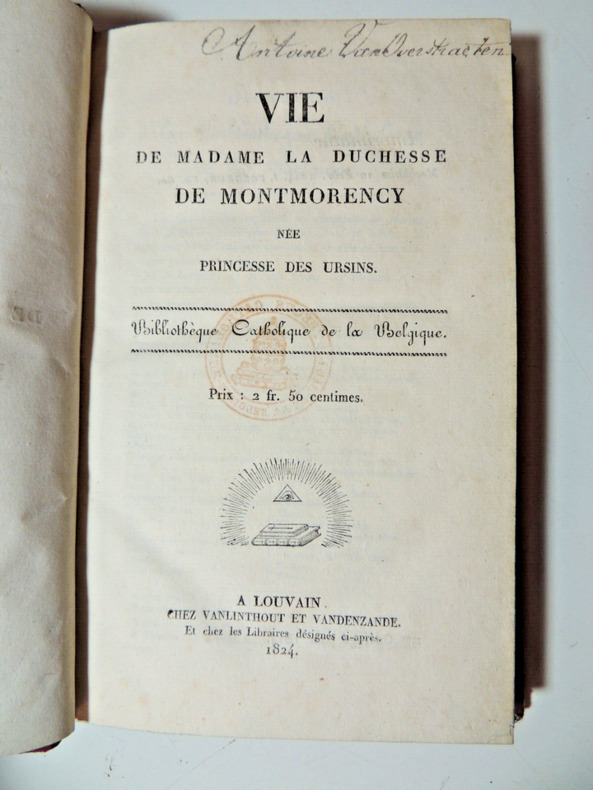 Antoine VanOverstraeten
VIE
DE MADAME LA DUCHESSE
DE MONTMORENCY
NÉE
PRINCESSE DES URSINS.
Bibliothèque Catholique de la Belgique.
Prix : 2 fr. 50 centimes.
A LOUVAIN.
CHEZ VANLINTHOUT ET VANDENZANDE.
Et chez les Libraires désignés ci-après.
1824.